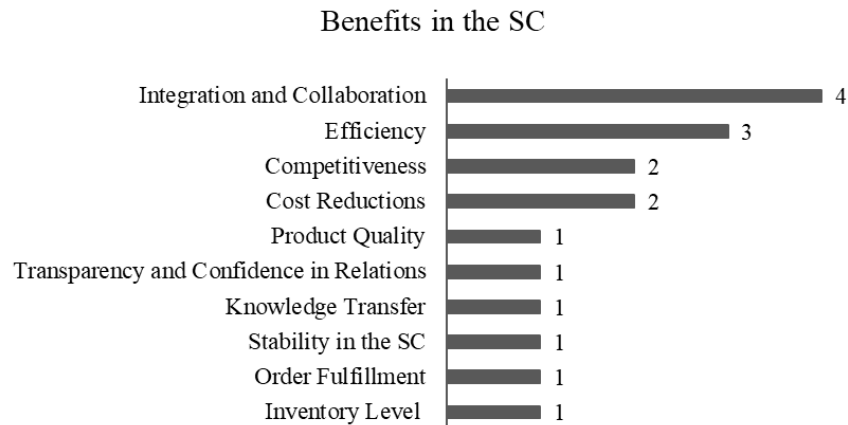 Benefits in the SC
Integration and Collaboration 4
Efficiency 3
Competitiveness 2
Cost Reductions 2
Product Quality 1
Transparency and Confidence in Relations 1
Knowledge Transfer 1
Stability in the SC 1
Order Fulfillment 1
Inventory Level 1